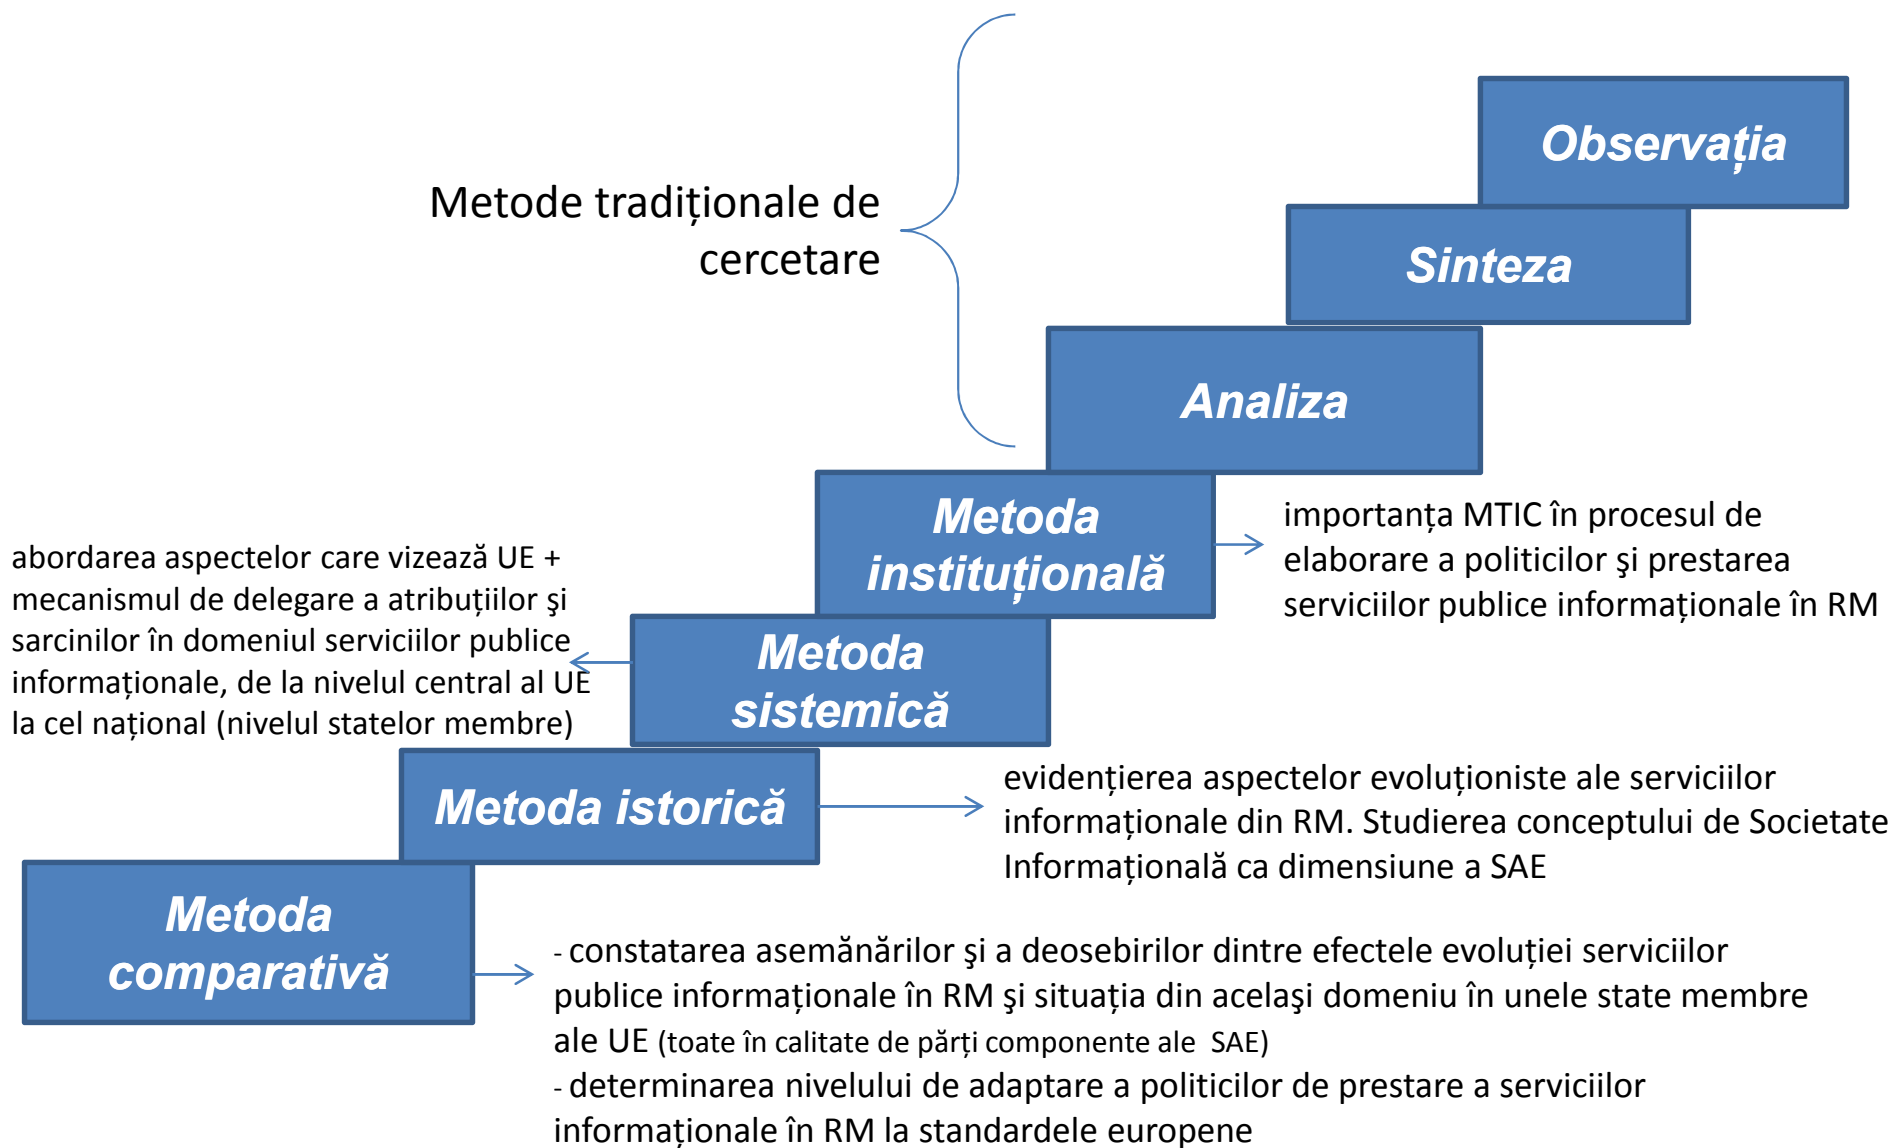 Observația
Metode tradiționale de
cercetare
Sinteza
Analiza
Metoda
instituțională
importanța MTIC în procesul de
elaborare a politicilor şi prestarea
serviciilor publice informaționale în RM
abordarea aspectelor care vizează UE +
mecanismul de delegare a atribuțiilor şi
sarcinilor în domeniul serviciilor publice
informaționale, de la nivelul central al UE
la cel național (nivelul statelor membre)
Metoda
sistemică
Metoda istorică
evidențierea aspectelor evoluționiste ale serviciilor
informaționale din RM. Studierea conceptului de Societate
Informațională ca dimensiune a SAE
Metoda
comparativă
- constatarea asemănărilor şi a deosebirilor dintre efectele evoluției serviciilor
publice informaționale în RM şi situația din acelaşi domeniu în unele state membre
ale UE (toate în calitate de părți componente ale SAE)
- determinarea nivelului de adaptare a politicilor de prestare a serviciilor
informaționale în RM la standardele europene